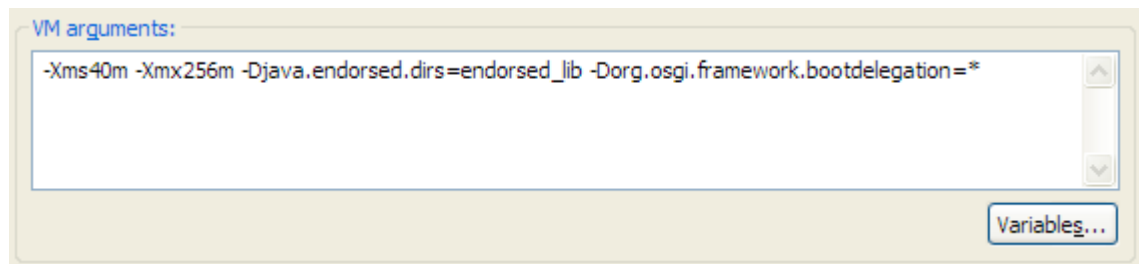 VM arguments:
-Xms40m -Xmx256m -Djava.endorsed.dirs=endorsed_lib -Dorg.osgi.framework.bootdelegation=*
Variables...